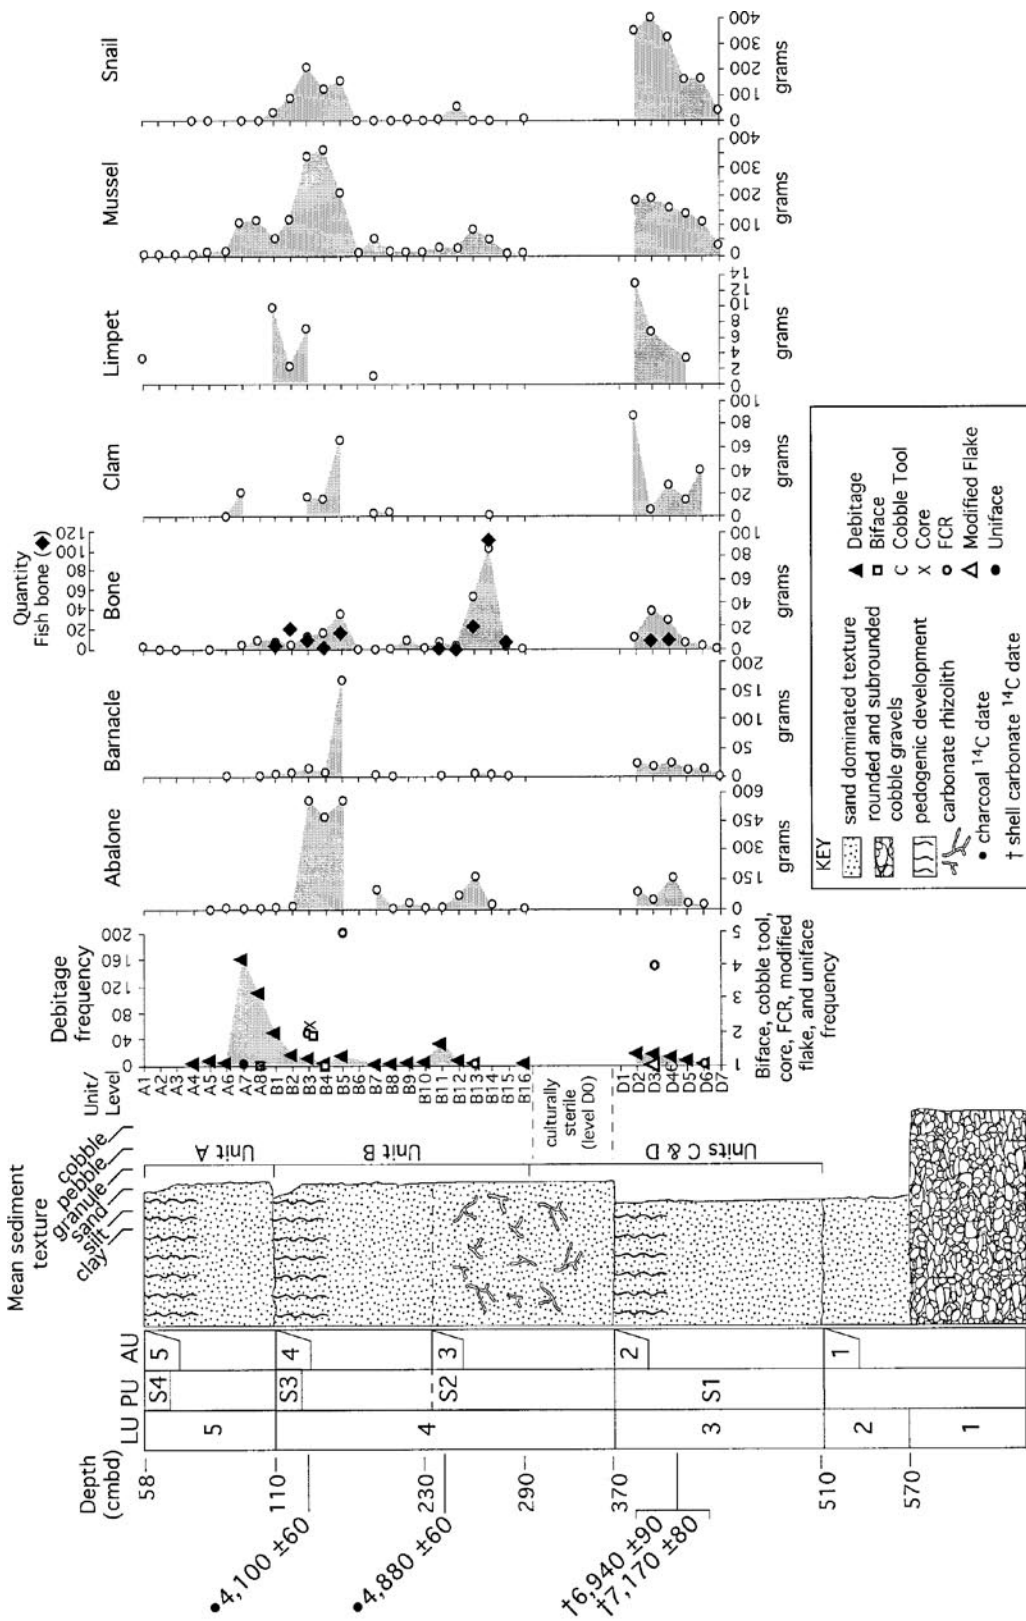 Depth
(cmbd)
LU
PU
AU
Mean sediment
texture
clay
silt
sand
granule
pebble
cobble
Unit/
Level
Debitage
frequency
Abalone
Barnacle
Quantity
Fish bone (◆)
Bone
Clam
Limpet
Mussel
Snail
58
110
230
290
370
510
570
•4,100 ±60
•4,880 ±60
†6,940 ±90
†7,170 ±80
5
4
3
2
1
S4
S3
S2
S1
5
4
3
2
1
Unit A
Unit B
culturally
sterile
(level D0)
Units C & D
A1
A2
A3
A4
A5
A6
A7
A8
B1
B2
B3
B4
B5
B6
B7
B8
B9
B10
B11
B12
B13
B14
B15
B16
D1
D2
D3
D4
D5
D6
D7
0 40 80 120 160 200
1 2 3 4 5
Biface, cobble tool,
core, FCR, modified
flake, and uniface
frequency
0 150 300 450 600
grams
0 50 100 150 200
grams
0 20 40 60 80 100 120
0 20 40 60 80 100
grams
0 20 40 60 80 100
grams
0 2 4 6 8 10 12 14
grams
0 100 200 300 400
grams
0 100 200 300 400
grams
KEY
sand dominated texture
rounded and subrounded
cobble gravels
pedogenic development
carbonate rhizolith
• charcoal ¹⁴C date
† shell carbonate ¹⁴C date
▲ Debitage
□ Biface
C Cobble Tool
X Core
o FCR
△ Modified Flake
● Uniface